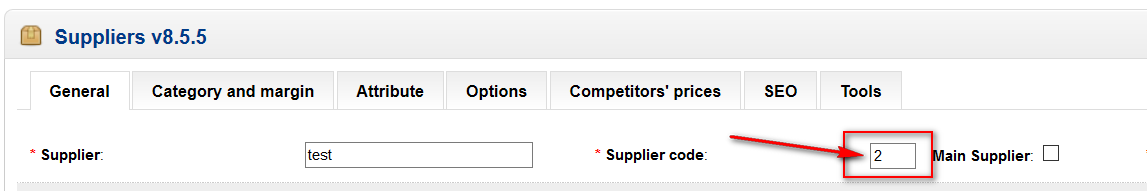 Suppliers v8.5.5
General Category and margin Attribute Options Competitors' prices SEO Tools
* Supplier: test * Supplier code: 2 Main Supplier: *